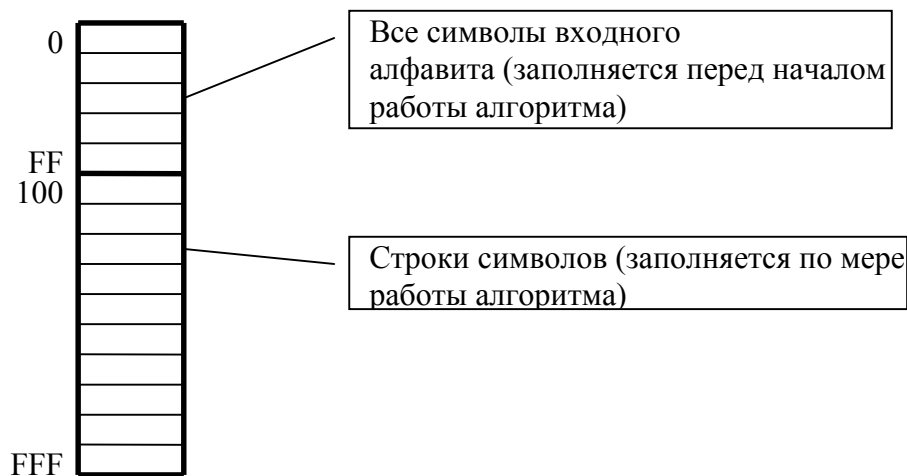 0
Все символы входного
алфавита (заполняется перед началом
работы алгоритма)
FF
100
Строки символов (заполняется по мере
работы алгоритма)
FFF